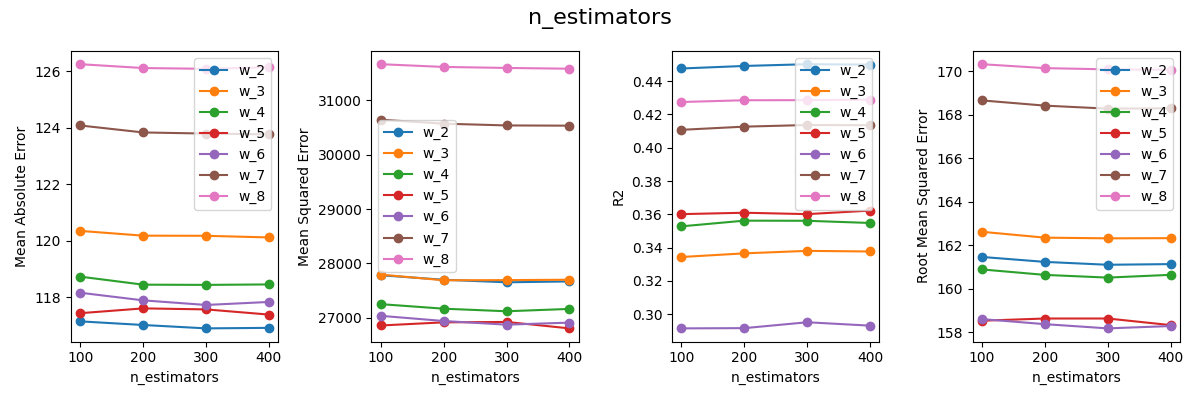 n_estimators
Mean Absolute Error
126
124
122
120
118
100 200 300 400
n_estimators
w_2
w_3
w_4
w_5
w_6
w_7
w_8
Mean Squared Error
31000
30000
29000
28000
27000
100 200 300 400
n_estimators
w_2
w_3
w_4
w_5
w_6
w_7
w_8
R2
0.44
0.42
0.40
0.38
0.36
0.34
0.32
0.30
100 200 300 400
n_estimators
w_2
w_3
w_4
w_5
w_6
w_7
w_8
Root Mean Squared Error
170
168
166
164
162
160
158
100 200 300 400
n_estimators
w_2
w_3
w_4
w_5
w_6
w_7
w_8